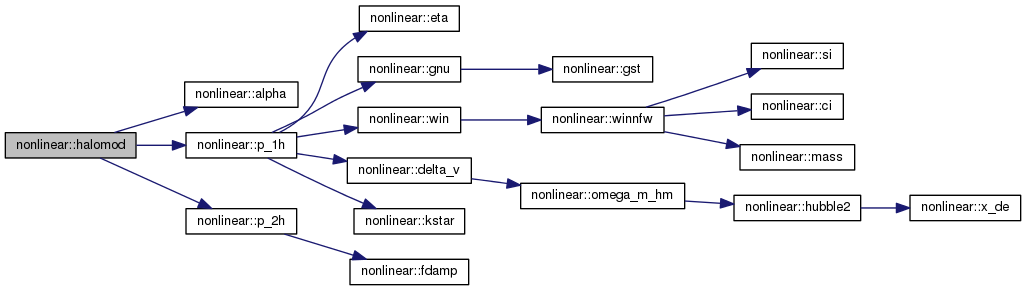 nonlinear::eta
nonlinear::si
nonlinear::gnu
nonlinear::gst
nonlinear::alpha
nonlinear::ci
nonlinear::win
nonlinear::winnfw
nonlinear::halomod
nonlinear::p_1h
nonlinear::mass
nonlinear::delta_v
nonlinear::omega_m_hm
nonlinear::hubble2
nonlinear::x_de
nonlinear::p_2h
nonlinear::kstar
nonlinear::fdamp